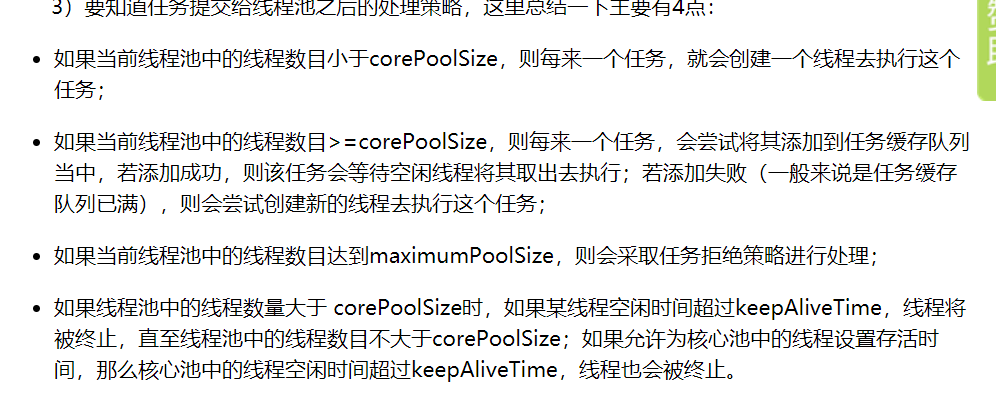 3）要知道任务提交给线程池之后的处理策略，这里总结一下主要有4点：
如果当前线程池中的线程数目小于corePoolSize，则每来一个任务，就会创建一个线程去执行这个
任务；
如果当前线程池中的线程数目>=corePoolSize，则每来一个任务，会尝试将其添加到任务缓存队列
当中，若添加成功，则该任务会等待空闲线程将其取出去执行；若添加失败（一般来说是任务缓存
队列已满），则会尝试创建新的线程去执行这个任务；
如果当前线程池中的线程数目达到maximumPoolSize，则会采取任务拒绝策略进行处理；
如果线程池中的线程数量大于 corePoolSize时，如果某线程空闲时间超过keepAliveTime，线程将
被终止，直至线程池中的线程数目不大于corePoolSize；如果允许为核心池中的线程设置存活时
间，那么核心池中的线程空闲时间超过keepAliveTime，线程也会被终止。